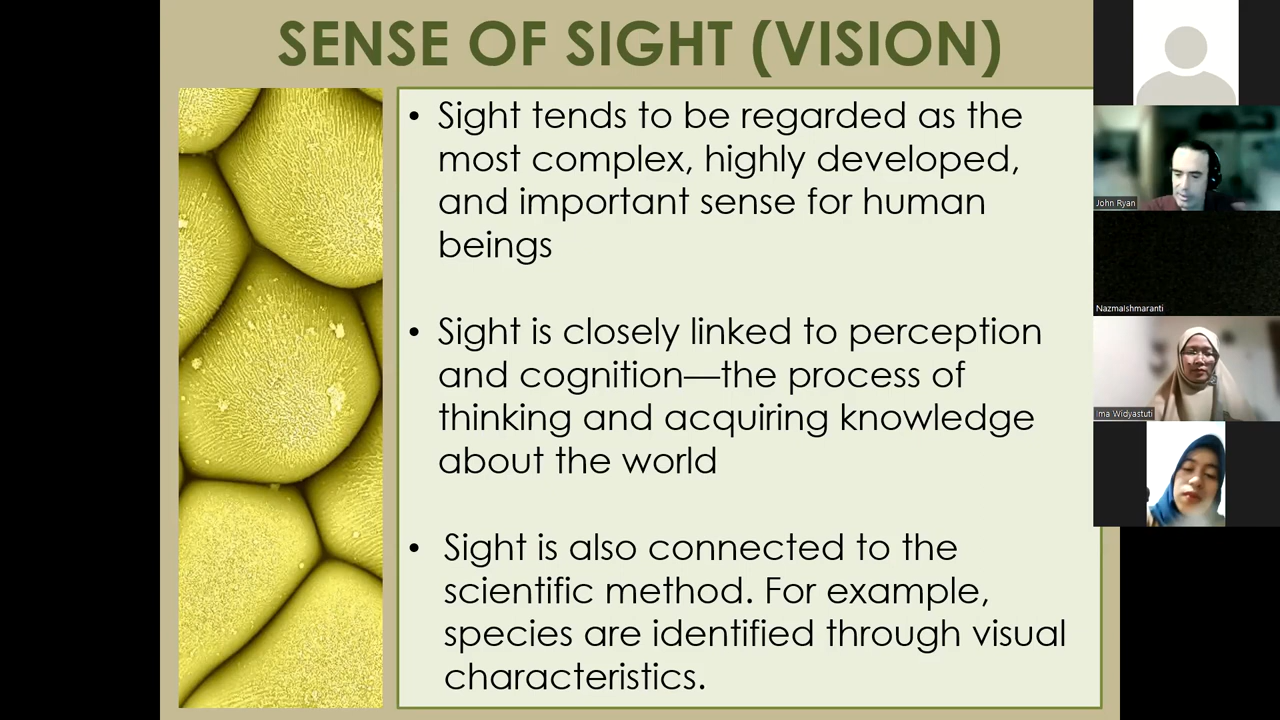 SENSE OF SIGHT (VISION)
• Sight tends to be regarded as the
most complex, highly developed,
and important sense for human
beings
• Sight is closely linked to perception
and cognition—the process of
thinking and acquiring knowledge
about the world
• Sight is also connected to the
scientific method. For example,
species are identified through visual
characteristics.
John Ryan
NazmaIshmaranti
Ima Widyastuti